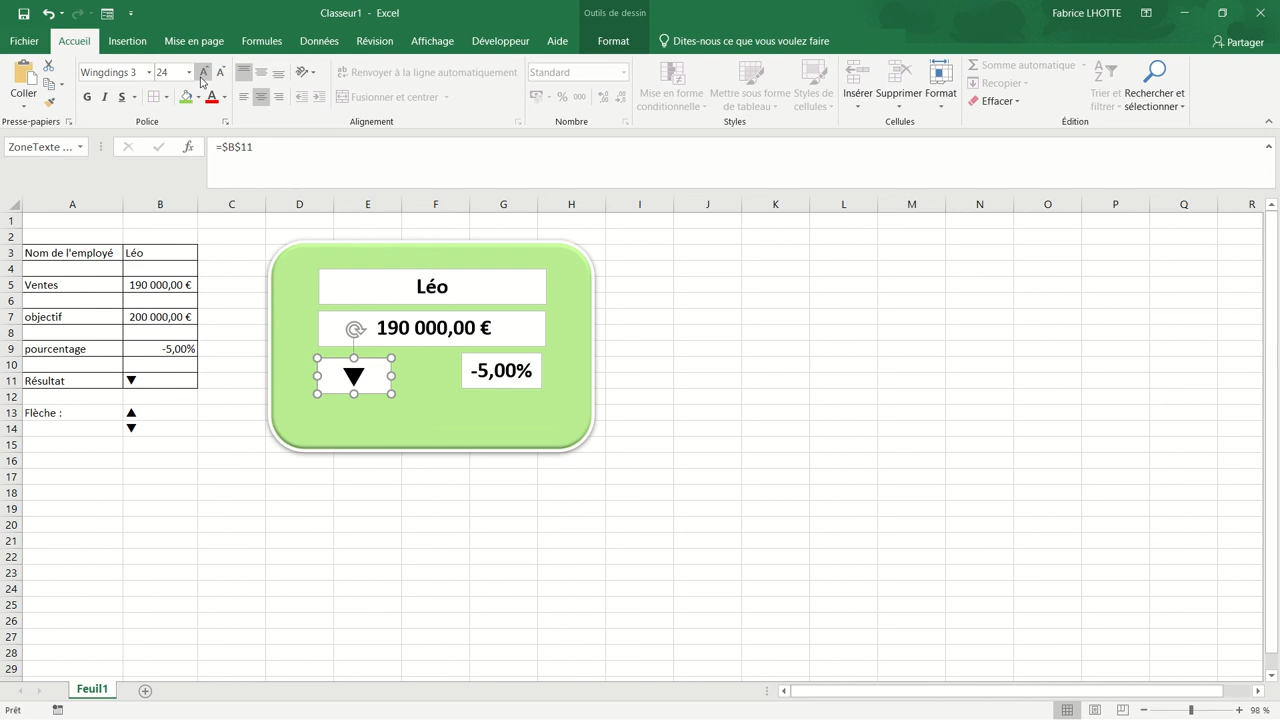 Classeur1 - Excel
Outils de dessin
Fabrice LHOTTE
Fichier Accueil Insertion Mise en page Formules Données Révision Affichage Développeur Aide Format Dites-nous ce que vous voulez faire Partager
Wingdings 3 24 Renvoyer à la ligne automatiquement Standard Somme automatique
Recopier
Coller G I S Fusionner et centrer % 000 Mise en forme conditionnelle Mettre sous forme de tableau Styles de cellules Insérer Supprimer Format Effacer Trier et filtrer Rechercher et sélectionner
Presse-papiers Police Alignement Nombre Styles Cellules Édition
ZoneTexte ... fx =$B$11
A B C D E F G H I J K L M N O P Q R
1
2
3 Nom de l'employé Léo
4
5 Ventes 190 000,00 €
6
7 objectif 200 000,00 €
8
9 pourcentage -5,00%
10
11 Résultat ▼
12
13 Flèche : ▲
14 ▼
15
16
17
18
19
20
21
22
23
24
25
26
27
28
29
Léo
190 000,00 €
▼ -5,00%
Feuil1
Prêt 98 %